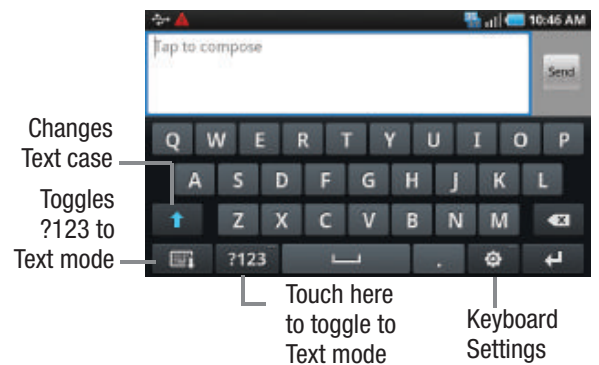 10:46 AM
Tap to compose
Send
Q W E R T Y U I O P
A S D F G H J K L
Z X C V B N M
?123 .
Changes
Text case
Toggles
?123 to
Text mode
Touch here
to toggle to
Text mode
Keyboard
Settings